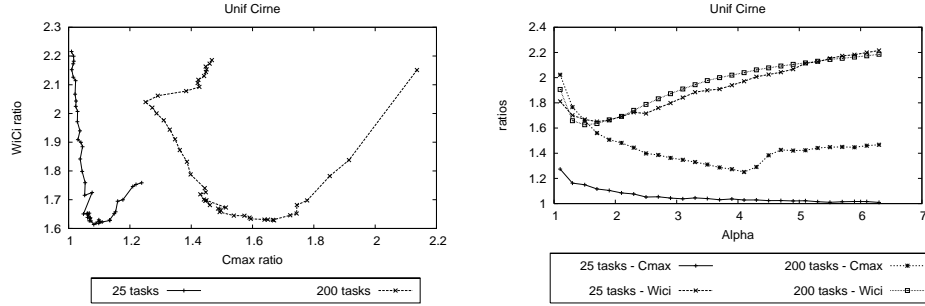 Unif Cirne
2.3
2.2
2.1
2
1.9
1.8
1.7
1.6
WiCi ratio
1 1.2 1.4 1.6 1.8 2 2.2
Cmax ratio
25 tasks
200 tasks
Unif Cirne
2.4
2.2
2
1.8
1.6
1.4
1.2
1
ratios
1 2 3 4 5 6 7
Alpha
25 tasks - Cmax
200 tasks - Cmax
25 tasks - Wici
200 tasks - Wici